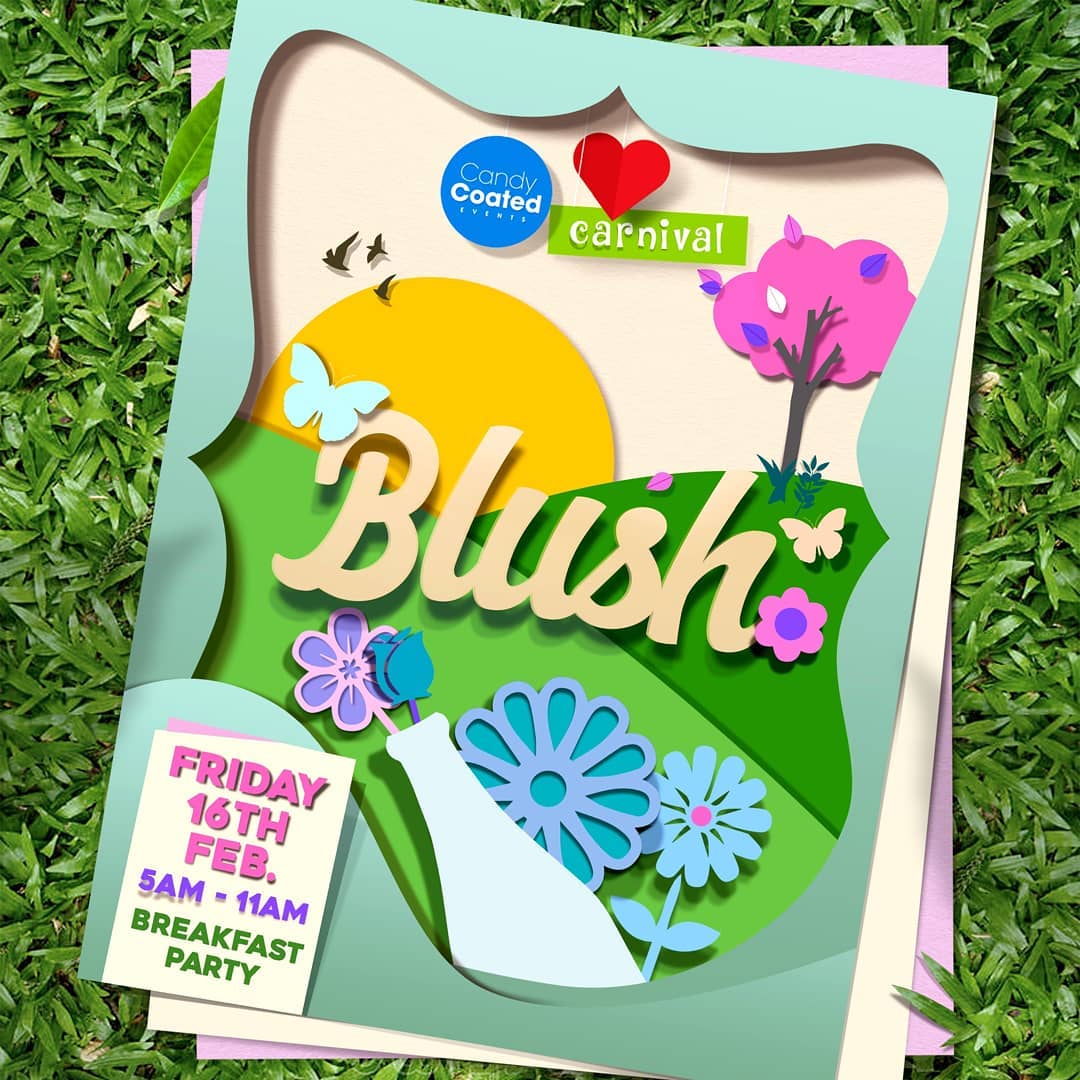 Candy
Coated
EVENTS
carnival
Blush
FRIDAY
16TH
FEB.
5AM - 11AM
BREAKFAST
PARTY